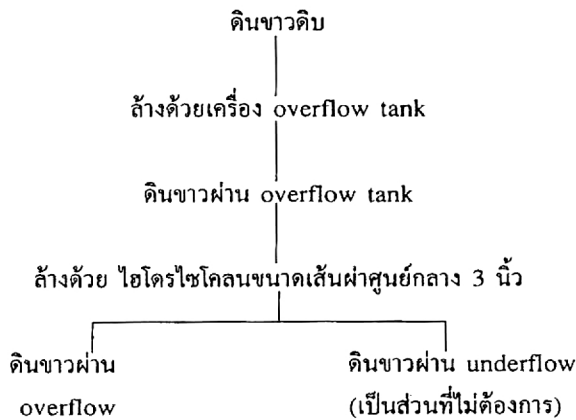 ดินขาวดิบ
ล้างด้วยเครื่อง overflow tank
ดินขาวผ่าน overflow tank
ล้างด้วย ไฮโดรไซโคลนขนาดเส้นผ่าศูนย์กลาง 3 นิ้ว
ดินขาวผ่าน
overflow
ดินขาวผ่าน underflow
(เป็นส่วนที่ไม่ต้องการ)